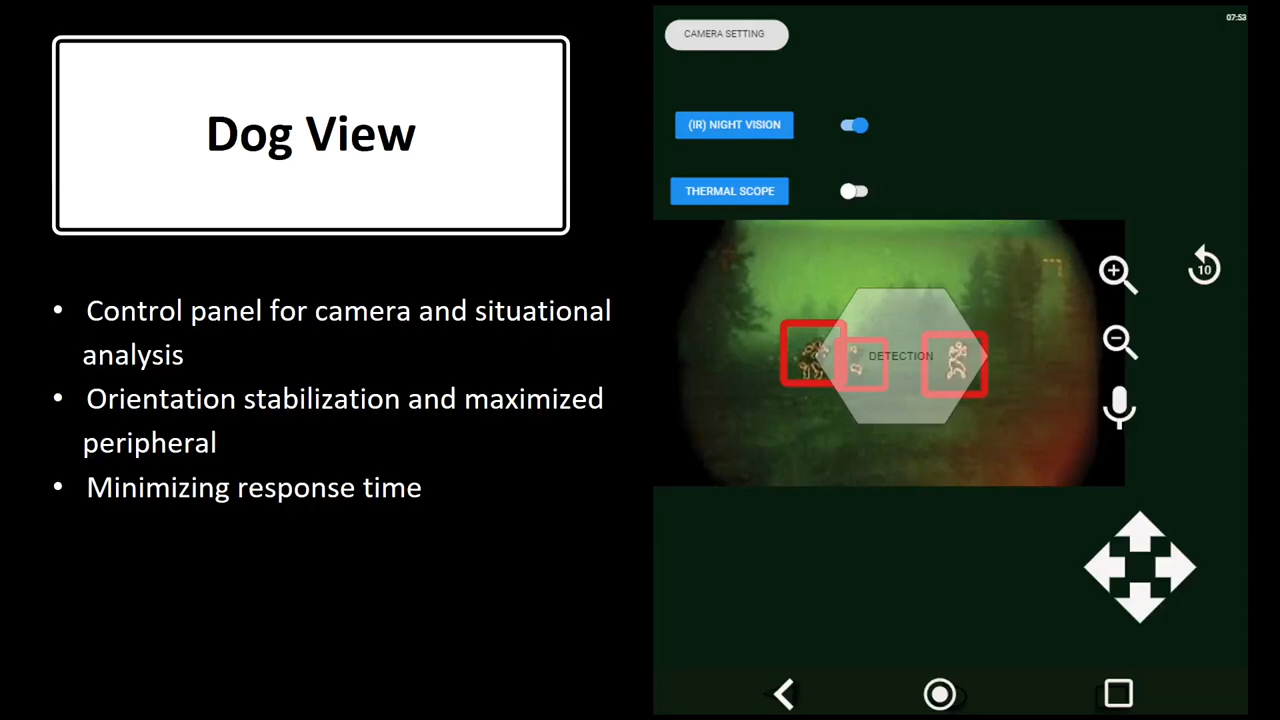 Dog View
• Control panel for camera and situational
analysis
• Orientation stabilization and maximized
peripheral
• Minimizing response time
07:53
CAMERA SETTING
(IR) NIGHT VISION
THERMAL SCOPE
10
DETECTION